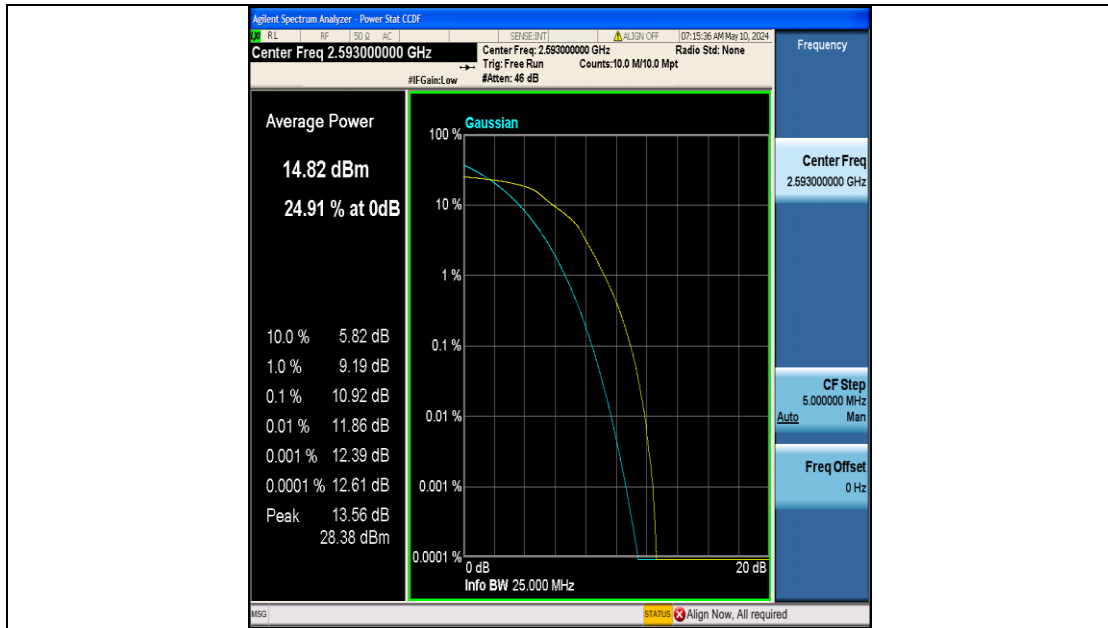 Agilent Spectrum Analyzer - Power Stat CCDF
RL RF 50 Ω AC SENSE:INT ALIGN OFF 07:15:36 AM May 10, 2024
Center Freq 2.593000000 GHz
Center Freq: 2.593000000 GHz Radio Std: None
Trig: Free Run Counts:10.0 M/10.0 Mpt
#IFGain:Low #Atten: 46 dB
Frequency
Average Power
14.82 dBm
24.91 % at 0dB
10.0 % 5.82 dB
1.0 % 9.19 dB
0.1 % 10.92 dB
0.01 % 11.86 dB
0.001 % 12.39 dB
0.0001 % 12.61 dB
Peak 13.56 dB
28.38 dBm
Gaussian
100 %
10 %
1 %
0.1 %
0.01 %
0.001 %
0.0001 %
0 dB 20 dB
Info BW 25.000 MHz
Center Freq
2.593000000 GHz
CF Step
5.000000 MHz
Auto Man
Freq Offset
0 Hz
MSG STATUS Align Now, All required